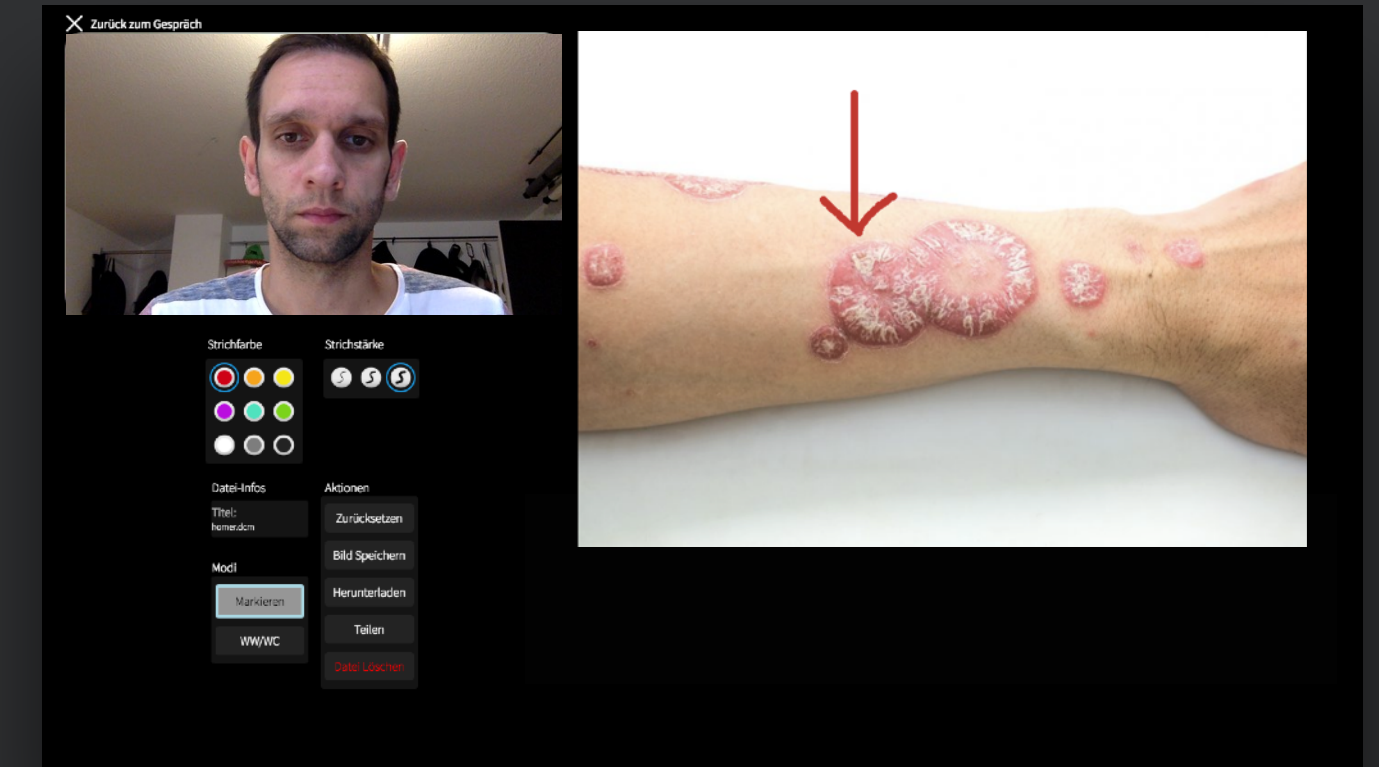 Zurück zum Gespräch
Strichfarbe
Strichstärke
Datei-Infos
Titel:
homer.dcm
Modi
Markieren
WW/WC
Aktionen
Zurücksetzen
Bild Speichern
Herunterladen
Teilen
Datei Löschen